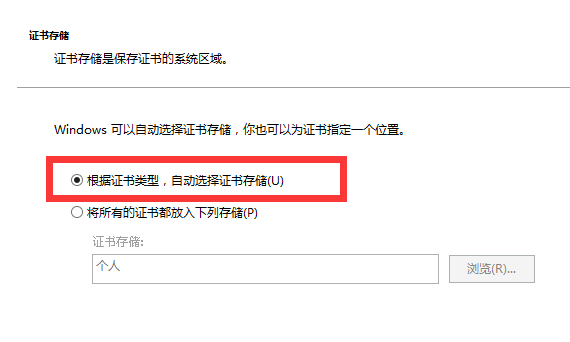 证书存储
证书存储是保存证书的系统区域。
Windows 可以自动选择证书存储，你也可以为证书指定一个位置。
根据证书类型，自动选择证书存储(U)
将所有的证书都放入下列存储(P)
证书存储:
个人
浏览(R)...